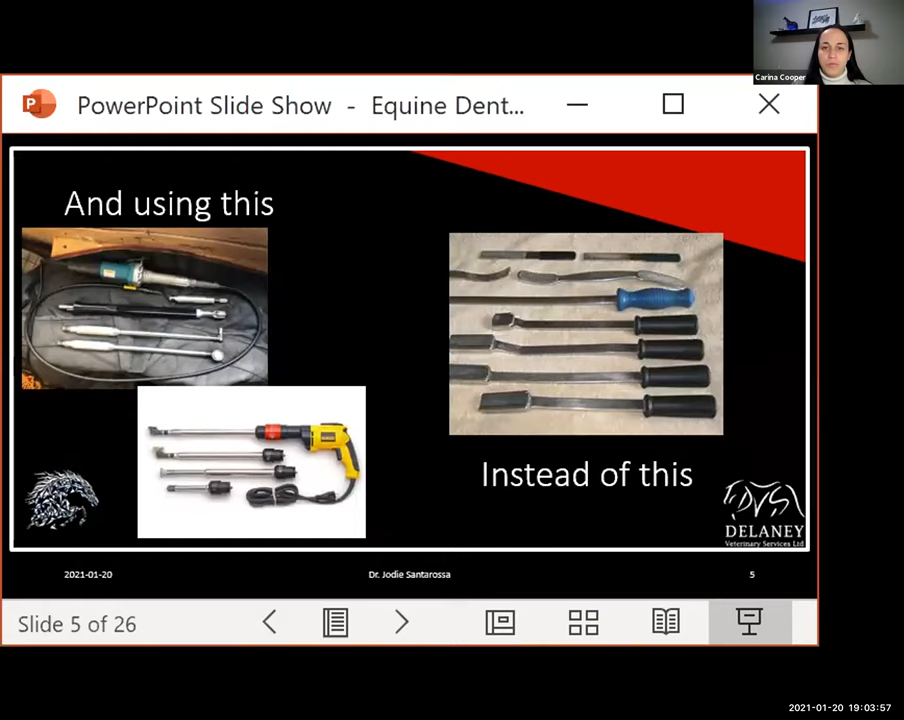 Carina Cooper
PowerPoint Slide Show - Equine Dent...
And using this
Instead of this
DVS
DELANEY
Veterinary Services Ltd
2021-01-20
Dr. Jodie Santarossa
5
Slide 5 of 26
2021-01-20 19:03:57